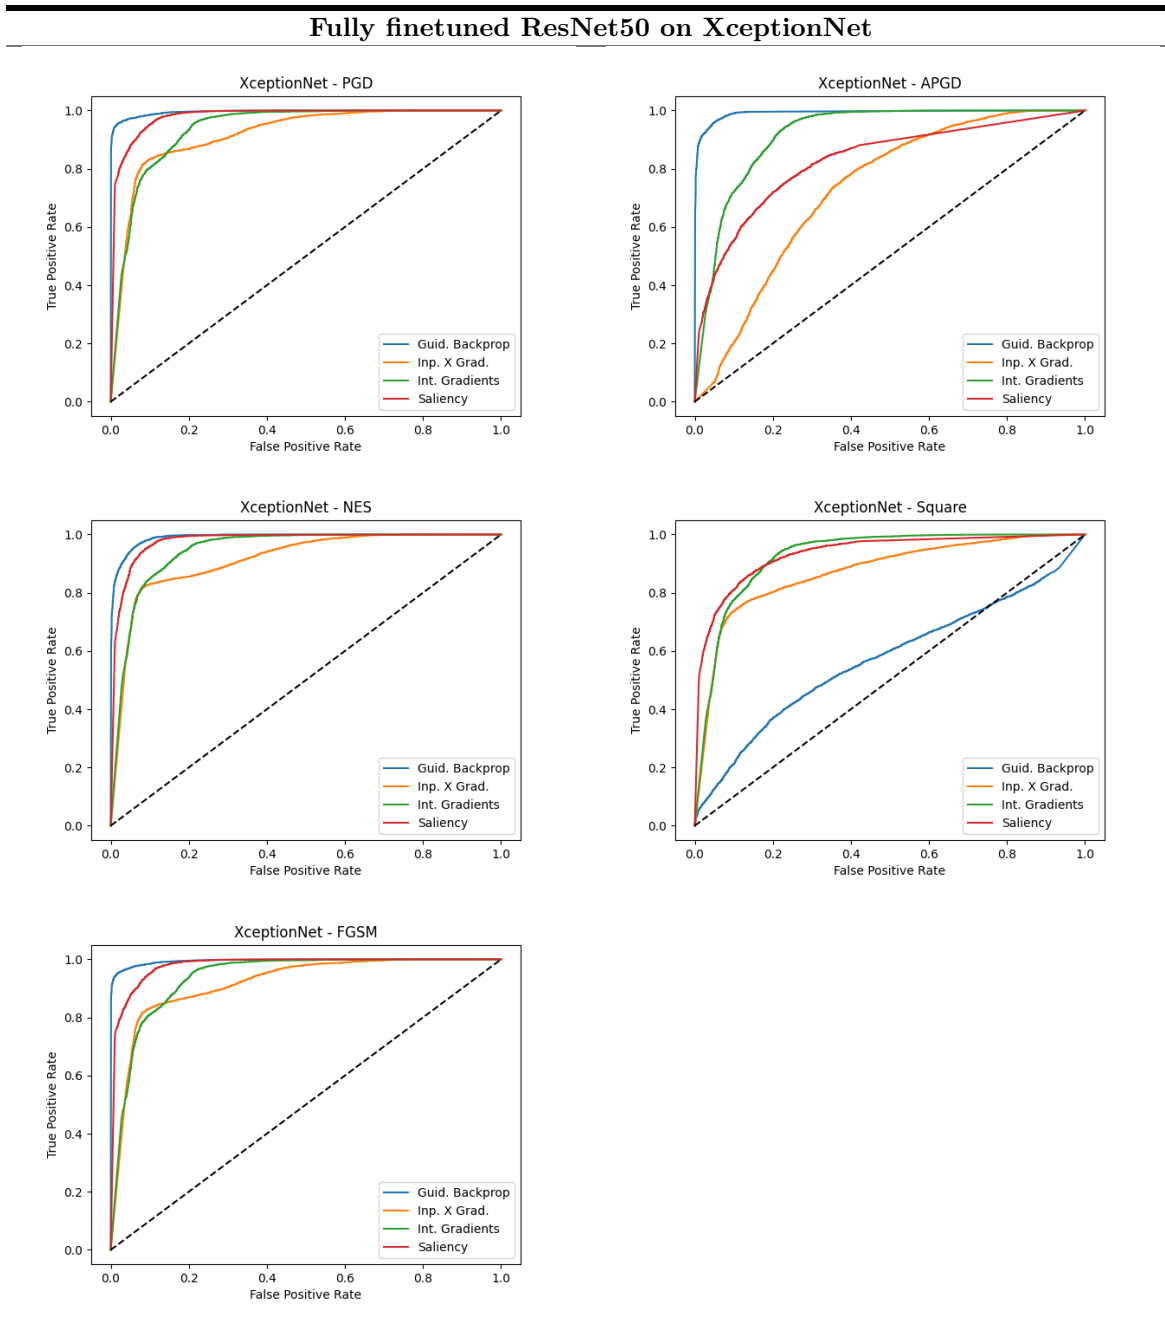 Fully finetuned ResNet50 on XceptionNet
XceptionNet - PGD
1.0
0.8
0.6
0.4
0.2
0.0
True Positive Rate
0.0 0.2 0.4 0.6 0.8 1.0
False Positive Rate
Guid. Backprop
Inp. X Grad.
Int. Gradients
Saliency
XceptionNet - APGD
1.0
0.8
0.6
0.4
0.2
0.0
True Positive Rate
0.0 0.2 0.4 0.6 0.8 1.0
False Positive Rate
Guid. Backprop
Inp. X Grad.
Int. Gradients
Saliency
XceptionNet - NES
1.0
0.8
0.6
0.4
0.2
0.0
True Positive Rate
0.0 0.2 0.4 0.6 0.8 1.0
False Positive Rate
Guid. Backprop
Inp. X Grad.
Int. Gradients
Saliency
XceptionNet - Square
1.0
0.8
0.6
0.4
0.2
0.0
True Positive Rate
0.0 0.2 0.4 0.6 0.8 1.0
False Positive Rate
Guid. Backprop
Inp. X Grad.
Int. Gradients
Saliency
XceptionNet - FGSM
1.0
0.8
0.6
0.4
0.2
0.0
True Positive Rate
0.0 0.2 0.4 0.6 0.8 1.0
False Positive Rate
Guid. Backprop
Inp. X Grad.
Int. Gradients
Saliency